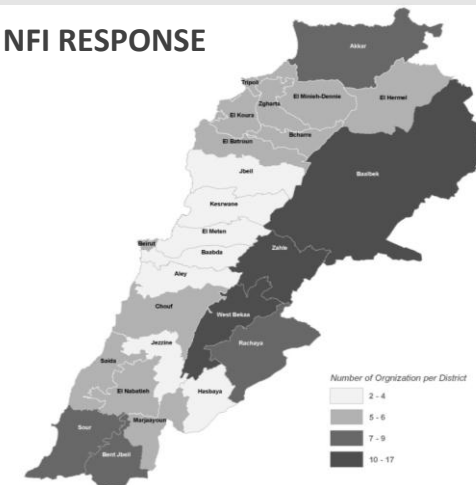 NFI RESPONSE
Akkar
Tripoli
El Minieh-Dennie
El Hermel
Zgharta
El Koura
Bcharre
El Batroun
Baalbek
Jbeil
Kesrwane
El Meten
Beirut
Baabda
Zahle
Aley
Chouf
West Bekaa
Jezzine
Rachaya
Saida
El Nabatieh
Hasbaya
Marjaayoun
Sour
Bent Jbeil
Number of Orgnization per District
2 - 4
5 - 6
7 - 9
10 - 17